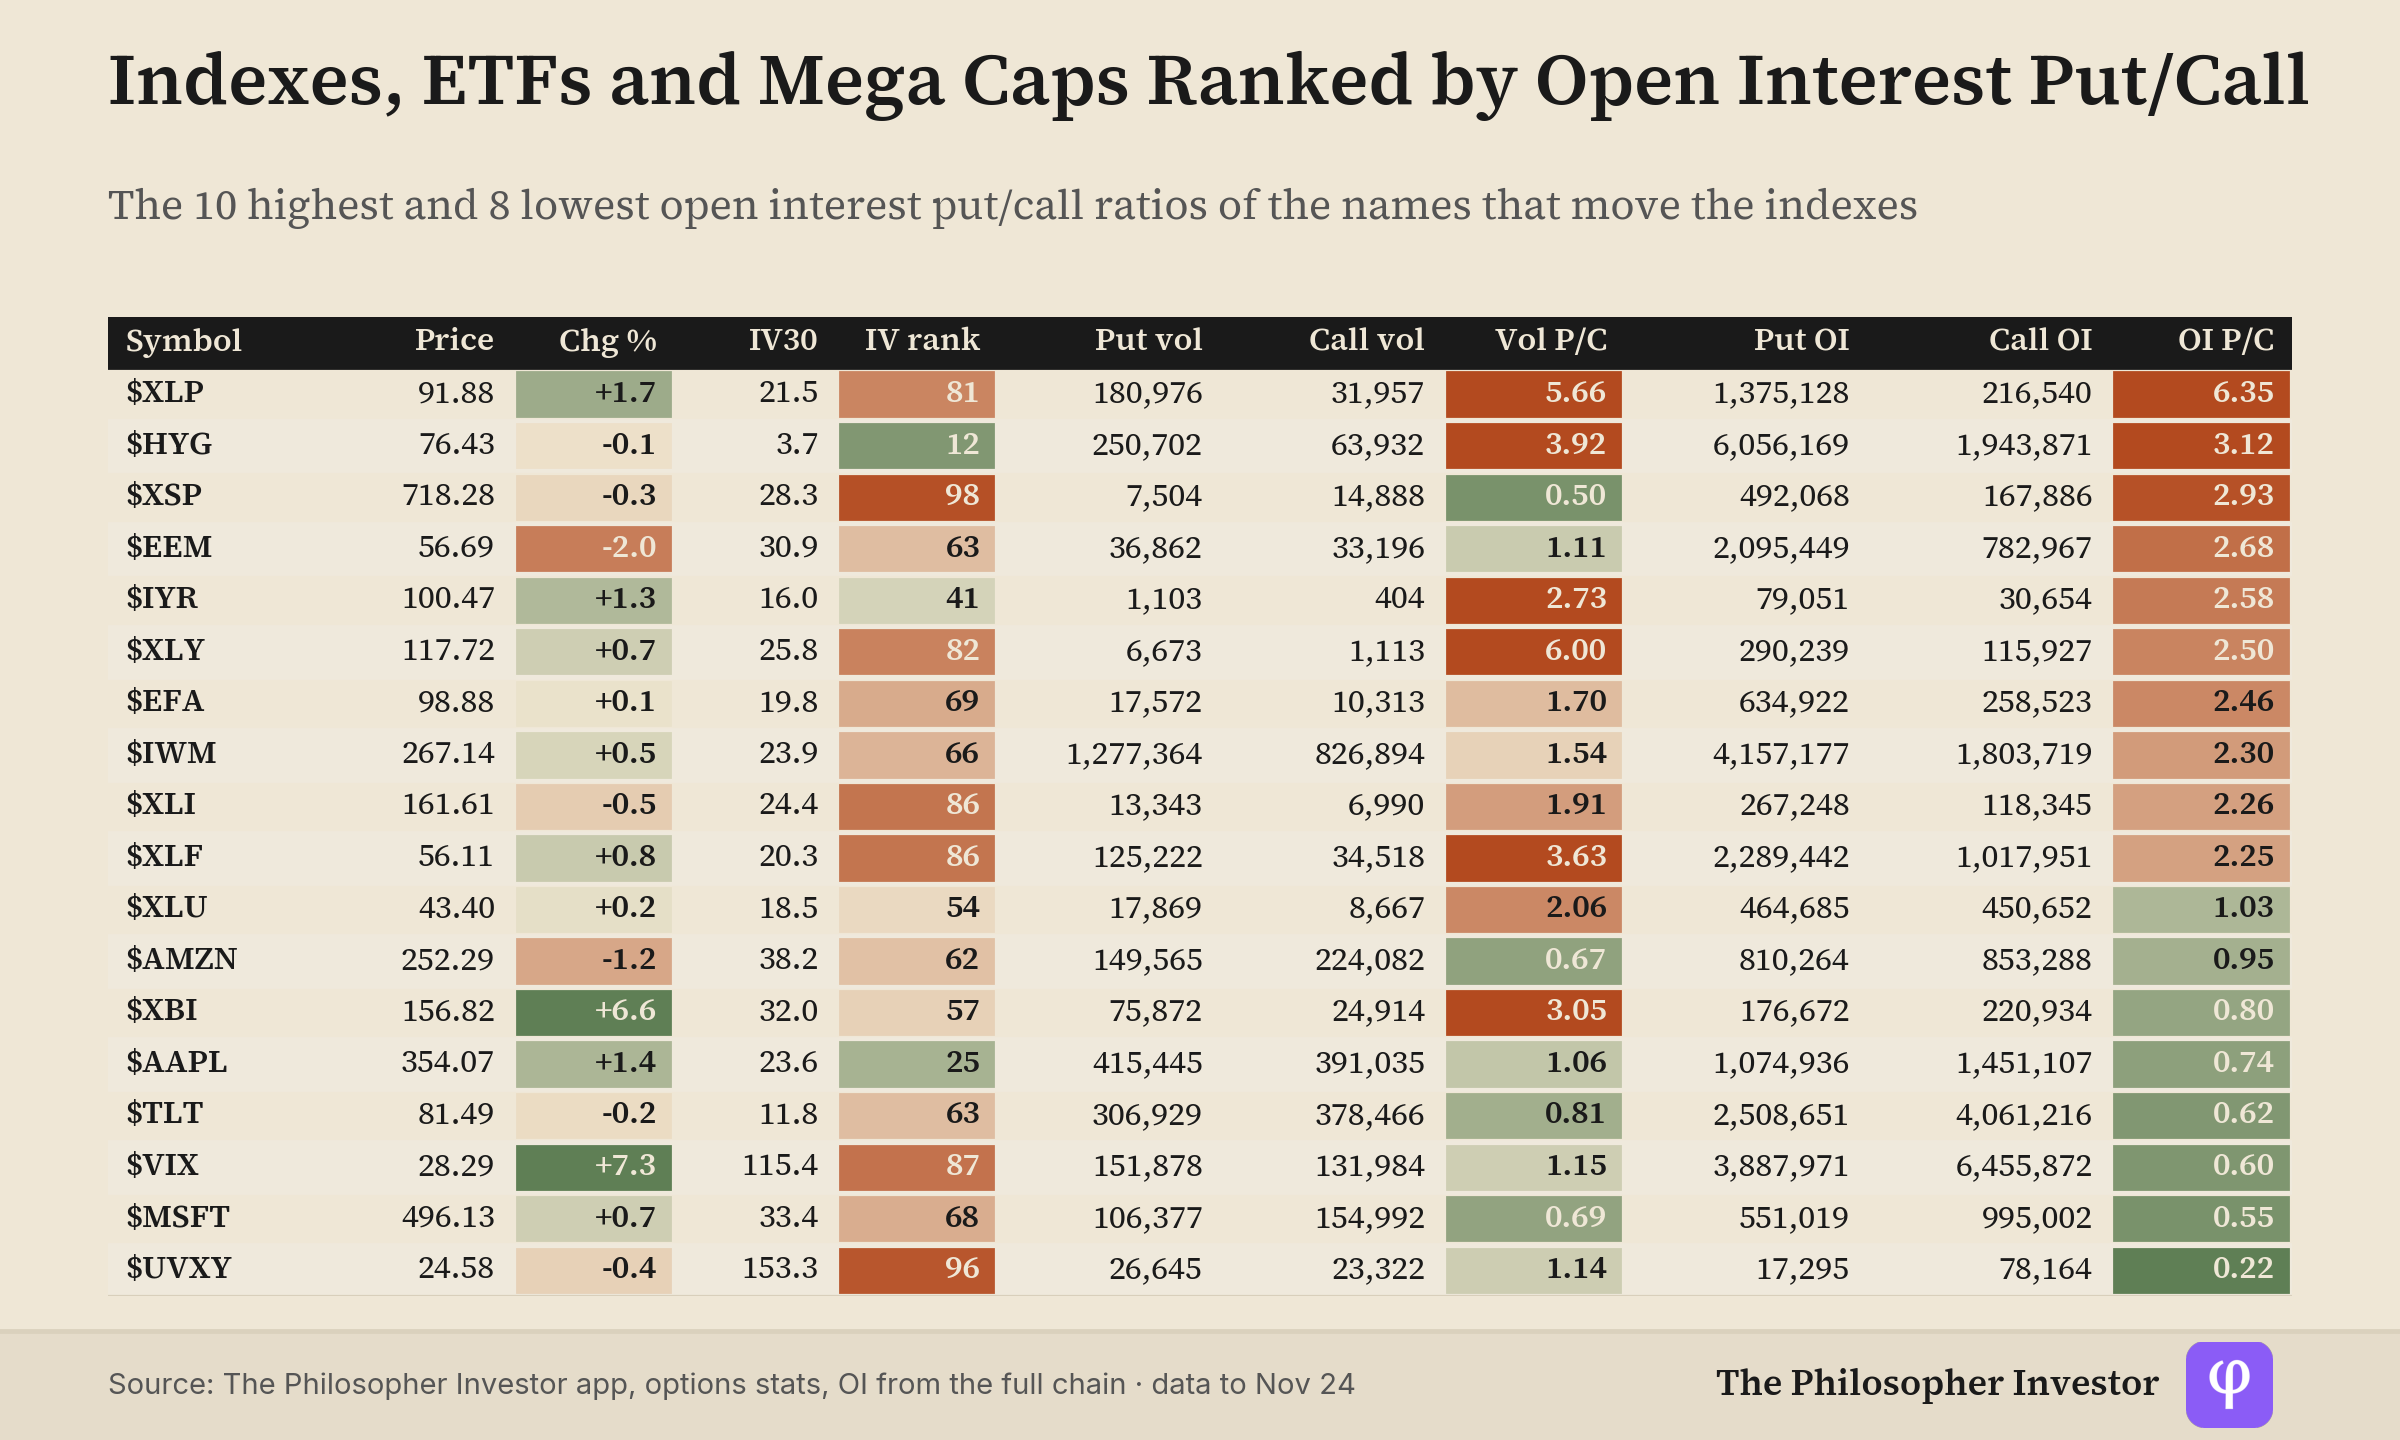 Indexes, ETFs and Mega Caps Ranked by Open Interest Put/Call
The 10 highest and 8 lowest open interest put/call ratios of the names that move the indexes
Symbol Price Chg % IV30 IV rank Put vol Call vol Vol P/C Put OI Call OI OI P/C
$XLP 91.88 +1.7 21.5 81 180,976 31,957 5.66 1,375,128 216,540 6.35
$HYG 76.43 -0.1 3.7 12 250,702 63,932 3.92 6,056,169 1,943,871 3.12
$XSP 718.28 -0.3 28.3 98 7,504 14,888 0.50 492,068 167,886 2.93
$EEM 56.69 -2.0 30.9 63 36,862 33,196 1.11 2,095,449 782,967 2.68
$IYR 100.47 +1.3 16.0 41 1,103 404 2.73 79,051 30,654 2.58
$XLY 117.72 +0.7 25.8 82 6,673 1,113 6.00 290,239 115,927 2.50
$EFA 98.88 +0.1 19.8 69 17,572 10,313 1.70 634,922 258,523 2.46
$IWM 267.14 +0.5 23.9 66 1,277,364 826,894 1.54 4,157,177 1,803,719 2.30
$XLI 161.61 -0.5 24.4 86 13,343 6,990 1.91 267,248 118,345 2.26
$XLF 56.11 +0.8 20.3 86 125,222 34,518 3.63 2,289,442 1,017,951 2.25
$XLU 43.40 +0.2 18.5 54 17,869 8,667 2.06 464,685 450,652 1.03
$AMZN 252.29 -1.2 38.2 62 149,565 224,082 0.67 810,264 853,288 0.95
$XBI 156.82 +6.6 32.0 57 75,872 24,914 3.05 176,672 220,934 0.80
$AAPL 354.07 +1.4 23.6 25 415,445 391,035 1.06 1,074,936 1,451,107 0.74
$TLT 81.49 -0.2 11.8 63 306,929 378,466 0.81 2,508,651 4,061,216 0.62
$VIX 28.29 +7.3 115.4 87 151,878 131,984 1.15 3,887,971 6,455,872 0.60
$MSFT 496.13 +0.7 33.4 68 106,377 154,992 0.69 551,019 995,002 0.55
$UVXY 24.58 -0.4 153.3 96 26,645 23,322 1.14 17,295 78,164 0.22
Source: The Philosopher Investor app, options stats, OI from the full chain · data to Nov 24
The Philosopher Investor φ